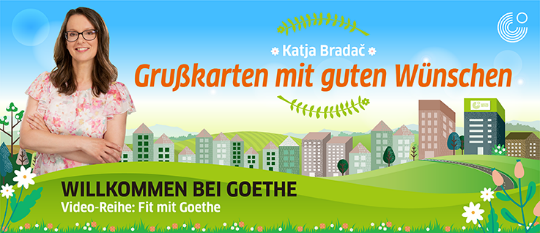 Katja Bradač
Grußkarten mit guten Wünschen
WILLKOMMEN BEI GOETHE
Video-Reihe: Fit mit Goethe